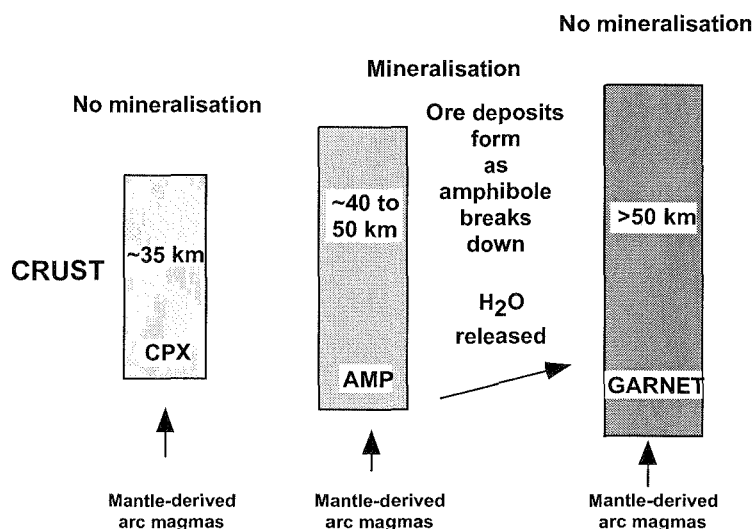 No mineralisation
Mineralisation
No mineralisation
Ore deposits
form
as
amphibole
breaks
down
~35 km
~40 to
50 km
>50 km
CRUST
H₂O
released
CPX
AMP
GARNET
Mantle-derived
arc magmas
Mantle-derived
arc magmas
Mantle-derived
arc magmas